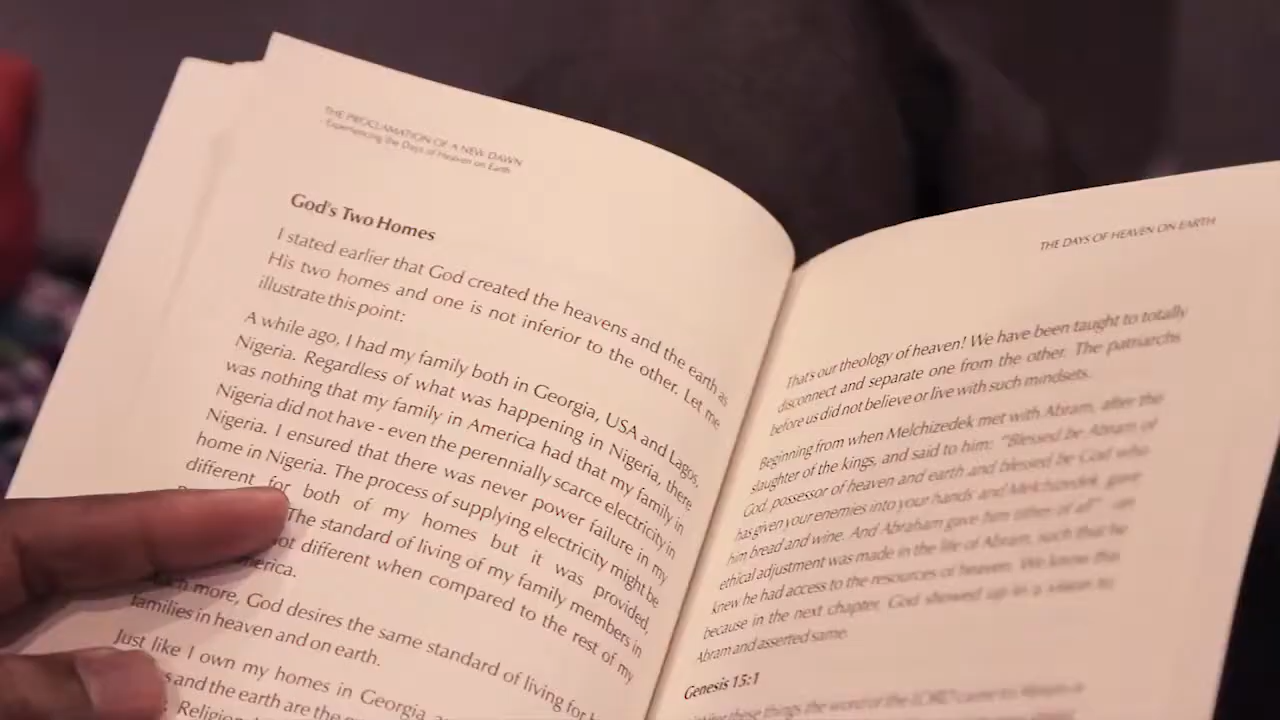 THE PROCLAMATION OF A NEW DAWN
- Experiencing the Days of Heaven on Earth
God's Two Homes
I stated earlier that God created the heavens and the earth as
His two homes and one is not inferior to the other. Let me
illustrate this point:
A while ago, I had my family both in Georgia, USA and Lagos,
Nigeria. Regardless of what was happening in Nigeria, there
was nothing that my family in America had that my family in
Nigeria did not have - even the perennially scarce electricity in
Nigeria. I ensured that there was never power failure in my
home in Nigeria. The process of supplying electricity might be
different for both of my homes but it was provided,
The standard of living of my family members in
not different when compared to the rest of my
more, God desires the same standard of living for
families in heaven and on earth.
Just like I own my homes in Georgia
and the earth are the
Religion
THE DAYS OF HEAVEN ON EARTH
That's our theology of heaven! We have been taught to totally
disconnect and separate one from the other. The patriarchs
before us did not believe or live with such mindsets.
Beginning from when Melchizedek met with Abram, after the
slaughter of the kings, and said to him: "Blessed be Abram of
God, possessor of heaven and earth and blessed be God who
has given your enemies into your hands and Melchizedek gave
him bread and wine. And Abraham gave him tithes of all" - an
ethical adjustment was made in the life of Abram, such that he
knew he had access to the resources of heaven. We know this
because in the next chapter, God showed up in a vision to
Abram and asserted same.
Genesis 15:1
these things the word of the LORD came to Abram